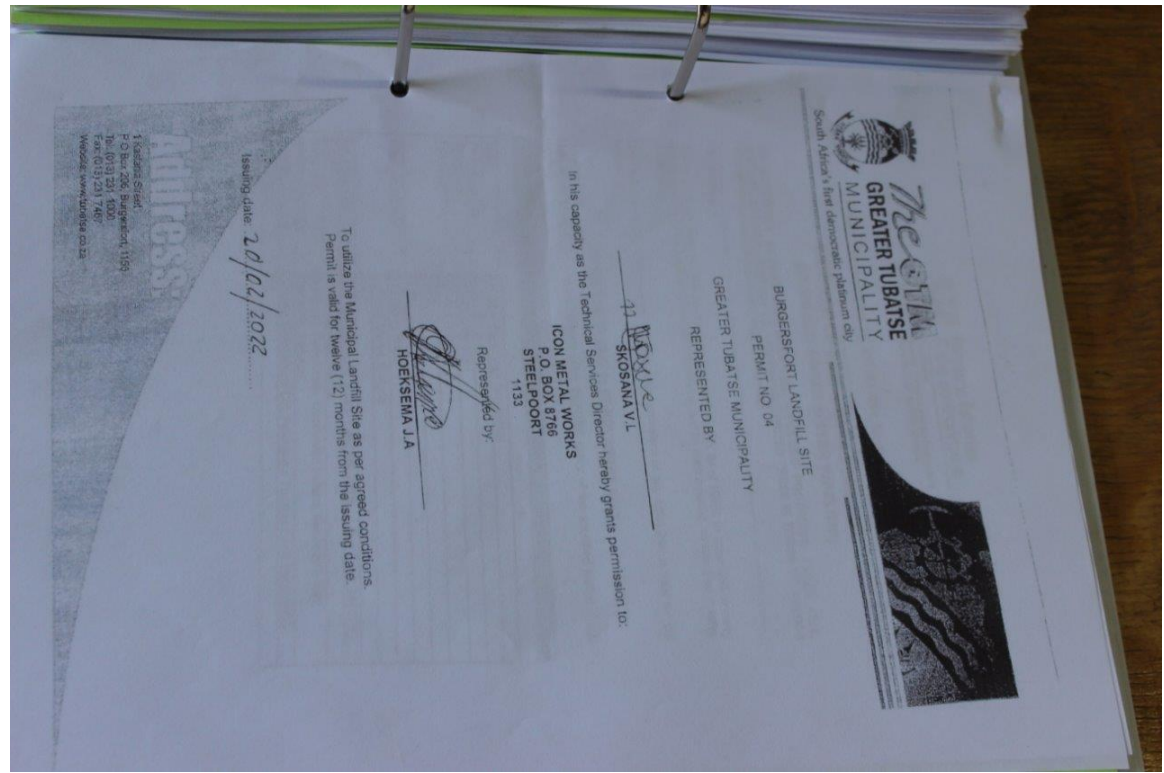 The GTM
GREATER TUBATSE
MUNICIPALITY
South Africa's first democratic platinum city
BURGERSFORT LANDFILL SITE
PERMIT NO. 04
GREATER TUBATSE MUNICIPALITY
REPRESENTED BY
SKOSANA V.L
In his capacity as the Technical Services Director hereby grants permission to:
ICON METAL WORKS
P.O. BOX 8766
STEELPOORT
1133
Represented by:
HOEKSEMA J.A
To utilize the Municipal Landfill Site as per agreed conditions.
Permit is valid for twelve (12) months from the issuing date.
Issuing date: 20/02/2022
Address:
1 Kastania Street
P O Box 206, Burgersfort, 1150
Tel: (013) 231 1000
Fax: (013) 231 7467
Website: www.tubatse.co.za